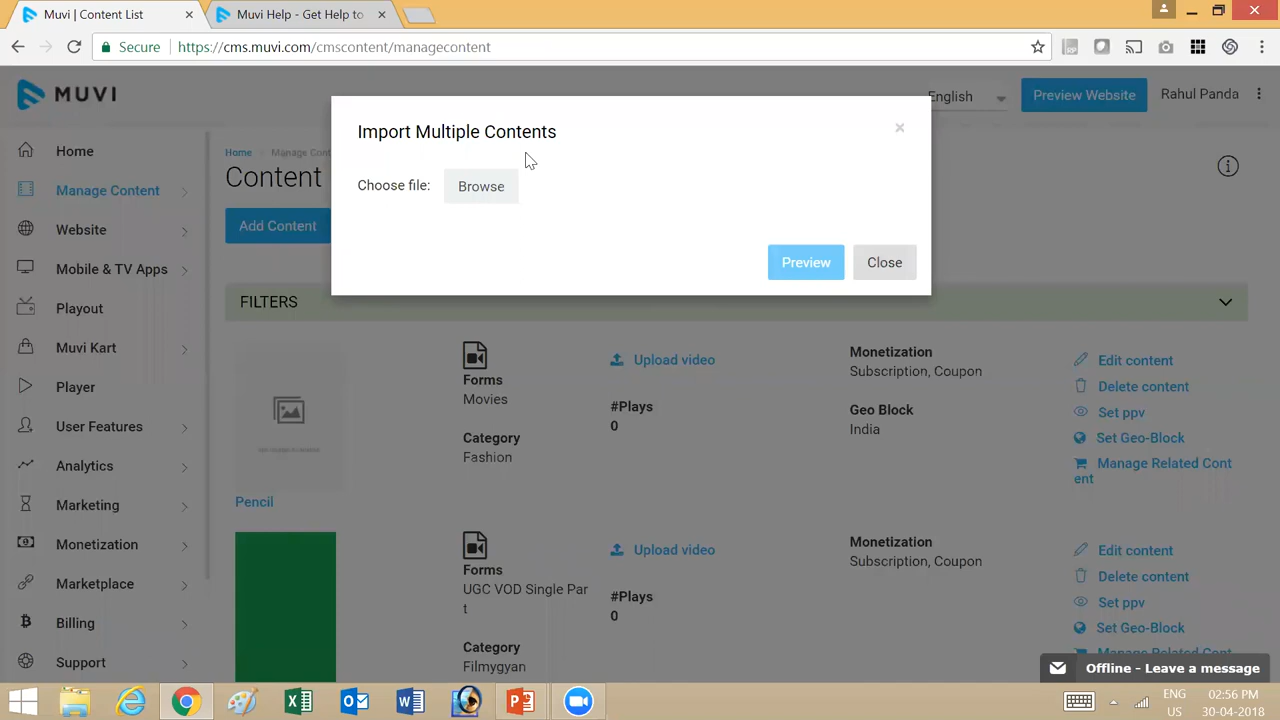 Muvi | Content List
Muvi Help - Get Help to
Secure
https://cms.muvi.com/cmscontent/managecontent
MUVI
English
Preview Website
Rahul Panda
Import Multiple Contents
Choose file:
Browse
Preview
Close
Home
Manage Content
Website
Mobile & TV Apps
Playout
Muvi Kart
Player
User Features
Analytics
Marketing
Monetization
Marketplace
Billing
Support
Home
Manage Cont
Content
Add Content
FILTERS
Pencil
Forms
Movies
Category
Fashion
Upload video
#Plays
0
Monetization
Subscription, Coupon
Geo Block
India
Edit content
Delete content
Set ppv
Set Geo-Block
Manage Related Cont
ent
Forms
UGC VOD Single Par
t
Category
Filmygyan
Upload video
#Plays
0
Monetization
Subscription, Coupon
Edit content
Delete content
Set ppv
Set Geo-Block
Manage Related Cont
Offline - Leave a message
ENG
US
02:56 PM
30-04-2018